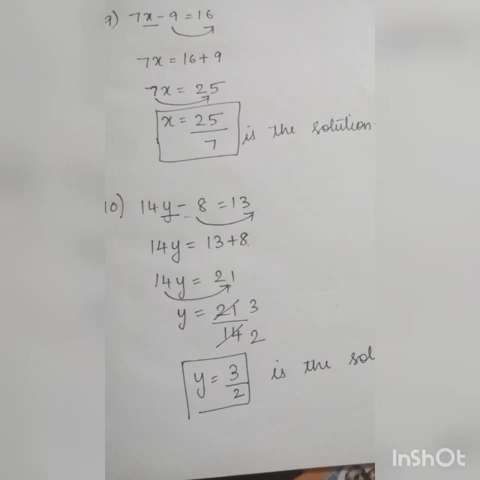 9) 7x - 9 = 16
7x = 16 + 9
7x = 25
x = 25/7 is the solution.
10) 14y - 8 = 13
14y = 13 + 8
14y = 21
y = 21/14 3/2
y = 3/2 is the sol
InShOt